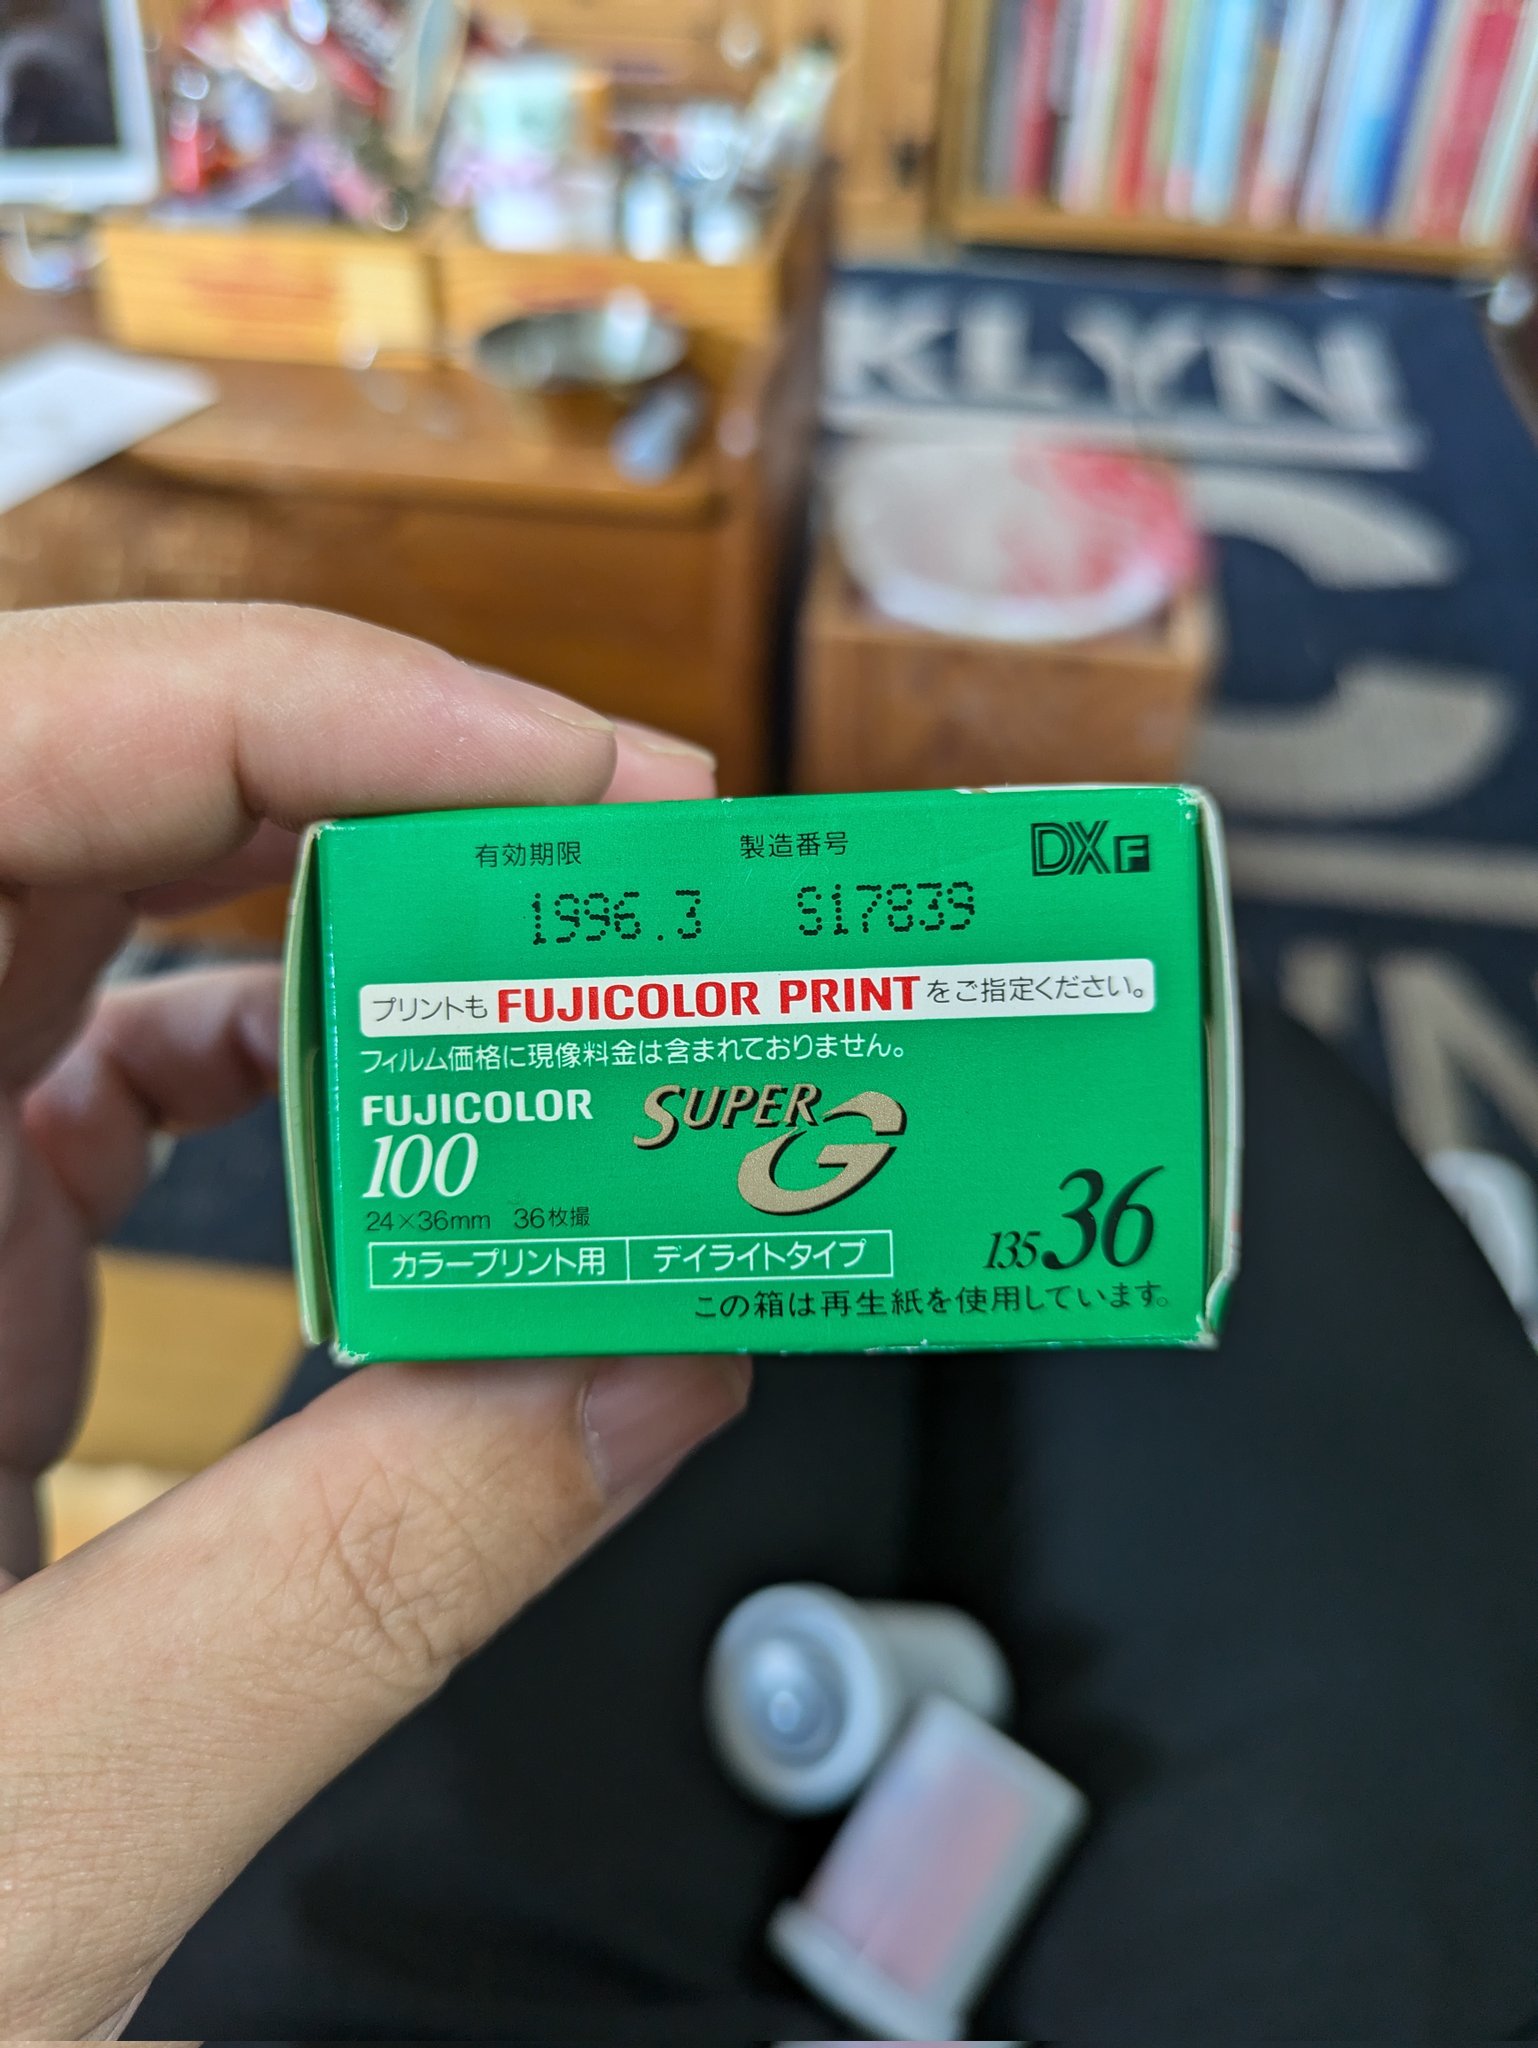 KLYN
有効期限 製造番号 DXF
1996.3 S17839
プリントも FUJICOLOR PRINT をご指定ください。
フィルム価格に現像料金は含まれておりません。
FUJICOLOR SUPER G
100
24×36mm 36枚撮
カラープリント用 デイライトタイプ
135 36
この箱は再生紙を使用しています。